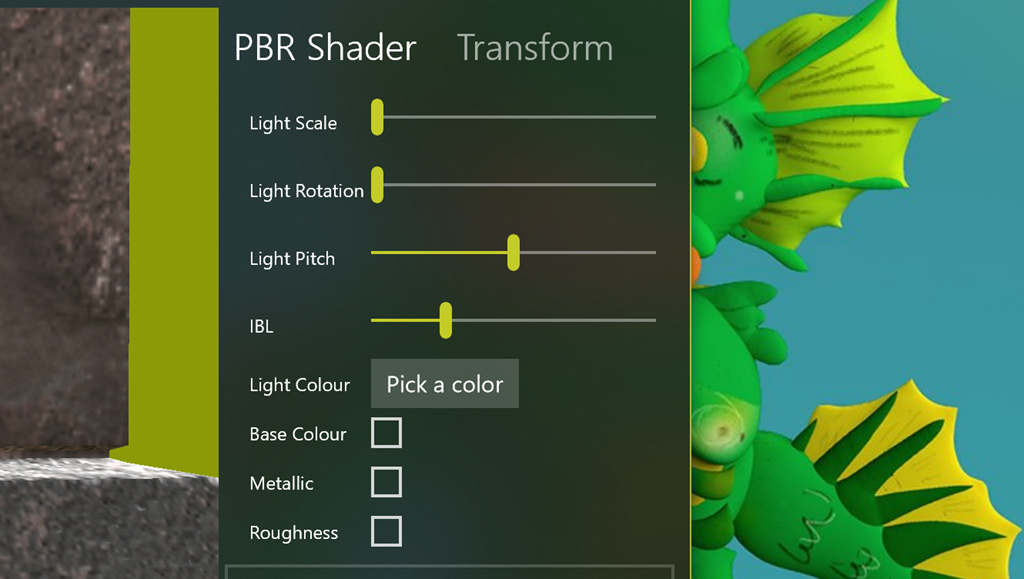 PBR Shader Transform
Light Scale
Light Rotation
Light Pitch
IBL
Light Colour Pick a color
Base Colour
Metallic
Roughness